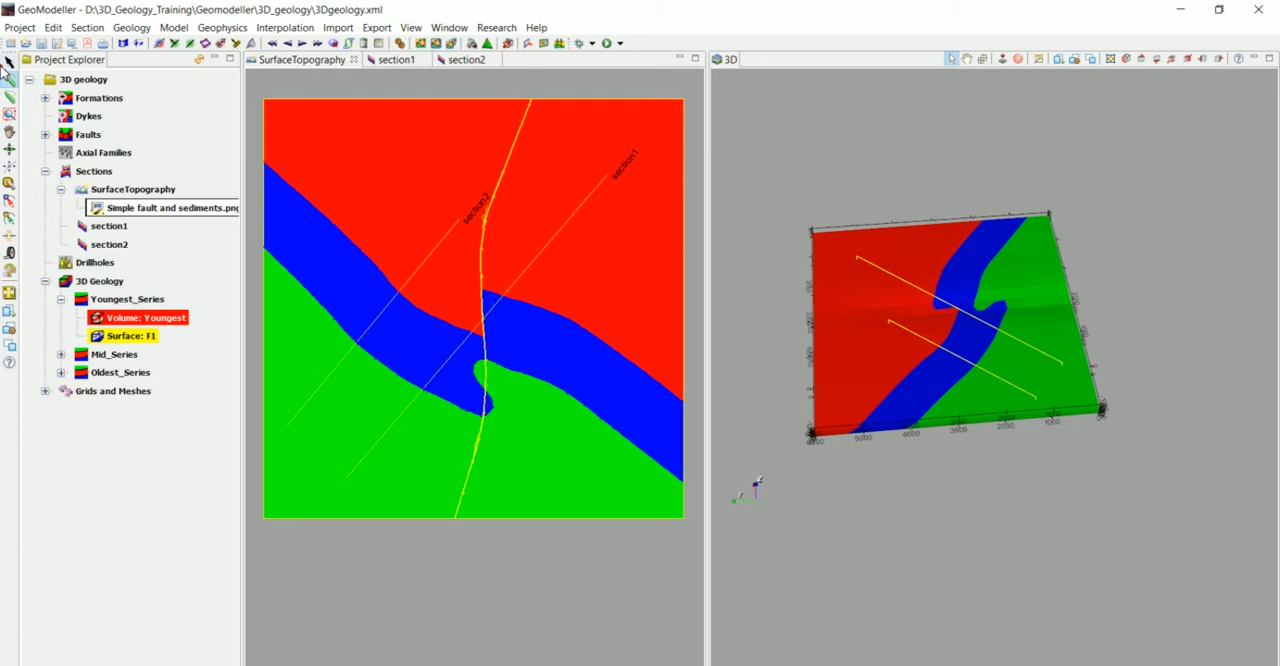 GeoModeller - D:\3D_Geology_Training\Geomodeller\3D_geology\3Dgeology.xml
Project Edit Section Geology Model Geophysics Interpolation Import Export View Window Research Help
Project Explorer
SurfaceTopography section1 section2
3D
3D geology
Formations
Dykes
Faults
Axial Families
Sections
SurfaceTopography
Simple fault and sediments.png
section1
section2
Drillholes
3D Geology
Youngest_Series
Volume: Youngest
Surface: F1
Mid_Series
Oldest_Series
Grids and Meshes
section2
section1
5000
4000
3000
2000
1000